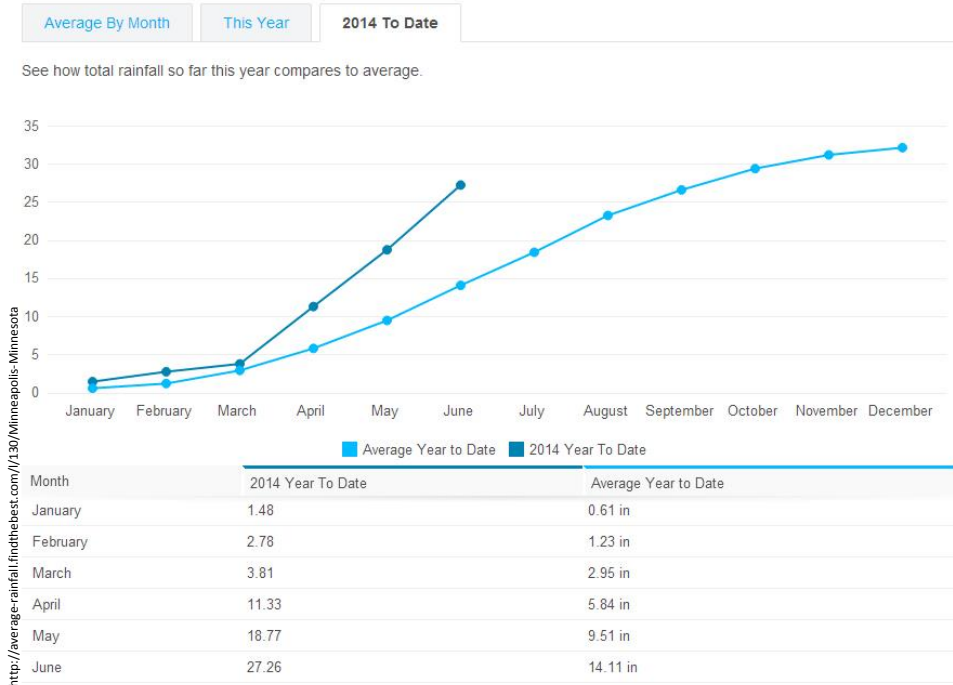 Average By Month This Year 2014 To Date
See how total rainfall so far this year compares to average.
35
30
25
20
15
10
5
0
January February March April May June July August September October November December
Average Year to Date 2014 Year To Date
Month 2014 Year To Date Average Year to Date
January 1.48 0.61 in
February 2.78 1.23 in
March 3.81 2.95 in
April 11.33 5.84 in
May 18.77 9.51 in
June 27.26 14.11 in
http://average-rainfall.findthebest.com/l/130/Minneapolis-Minnesota